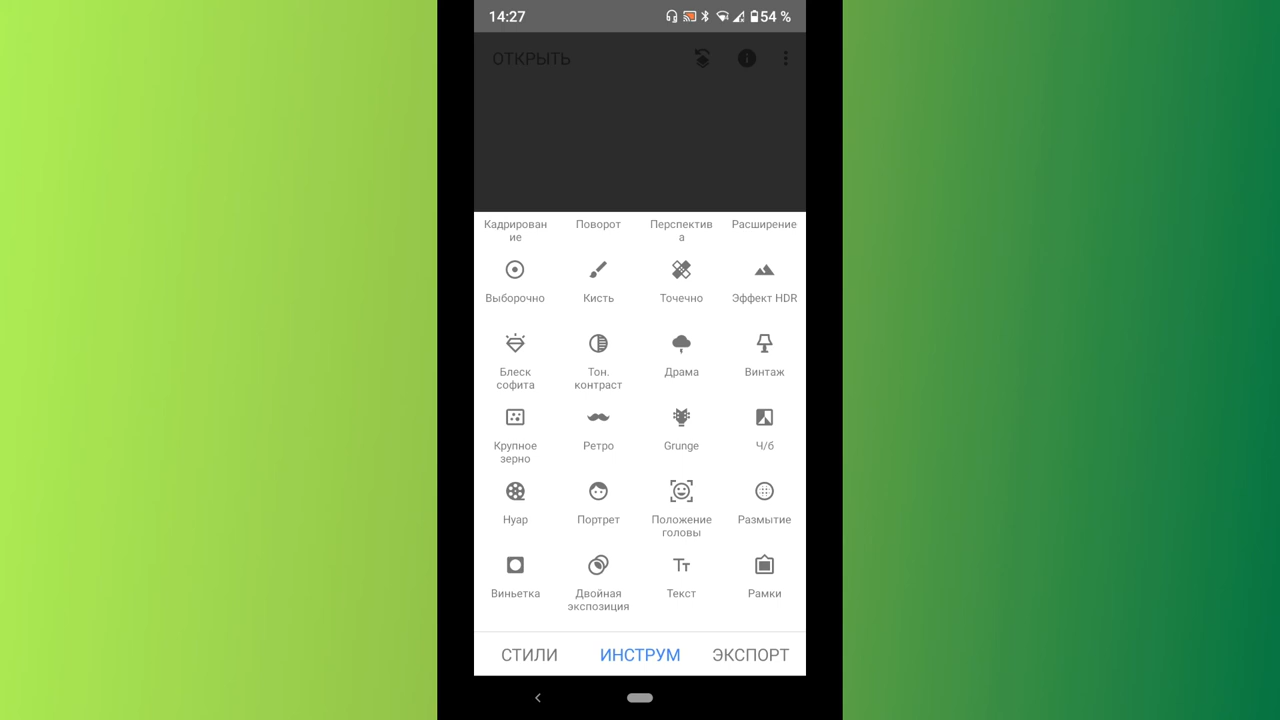 14:27
54 %
ОТКРЫТЬ
Кадрирован
ие
Поворот
Перспектив
а
Расширение
Выборочно
Кисть
Точечно
Эффект HDR
Блеск
софита
Тон.
контраст
Драма
Винтаж
Крупное
зерно
Ретро
Grunge
Ч/б
Нуар
Портрет
Положение
головы
Размытие
Виньетка
Двойная
экспозиция
Текст
Рамки
СТИЛИ
ИНСТРУМ
ЭКСПОРТ